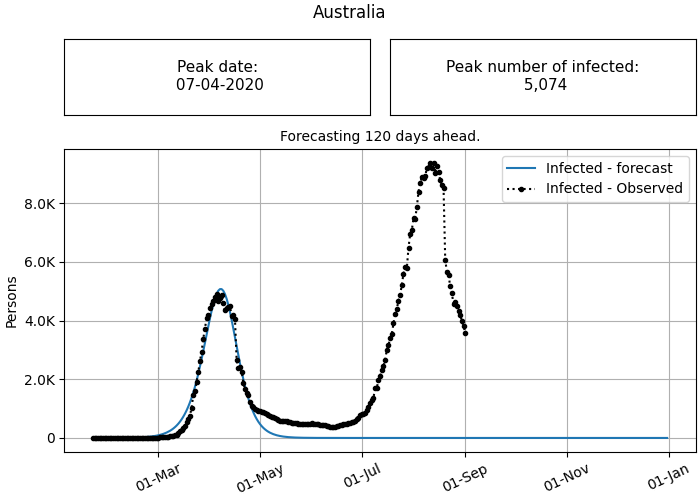 Australia
Peak date:
07-04-2020
Peak number of infected:
5,074
Forecasting 120 days ahead.
Infected - forecast
Infected - Observed
8.0K
6.0K
4.0K
2.0K
0
Persons
01-Mar
01-May
01-Jul
01-Sep
01-Nov
01-Jan